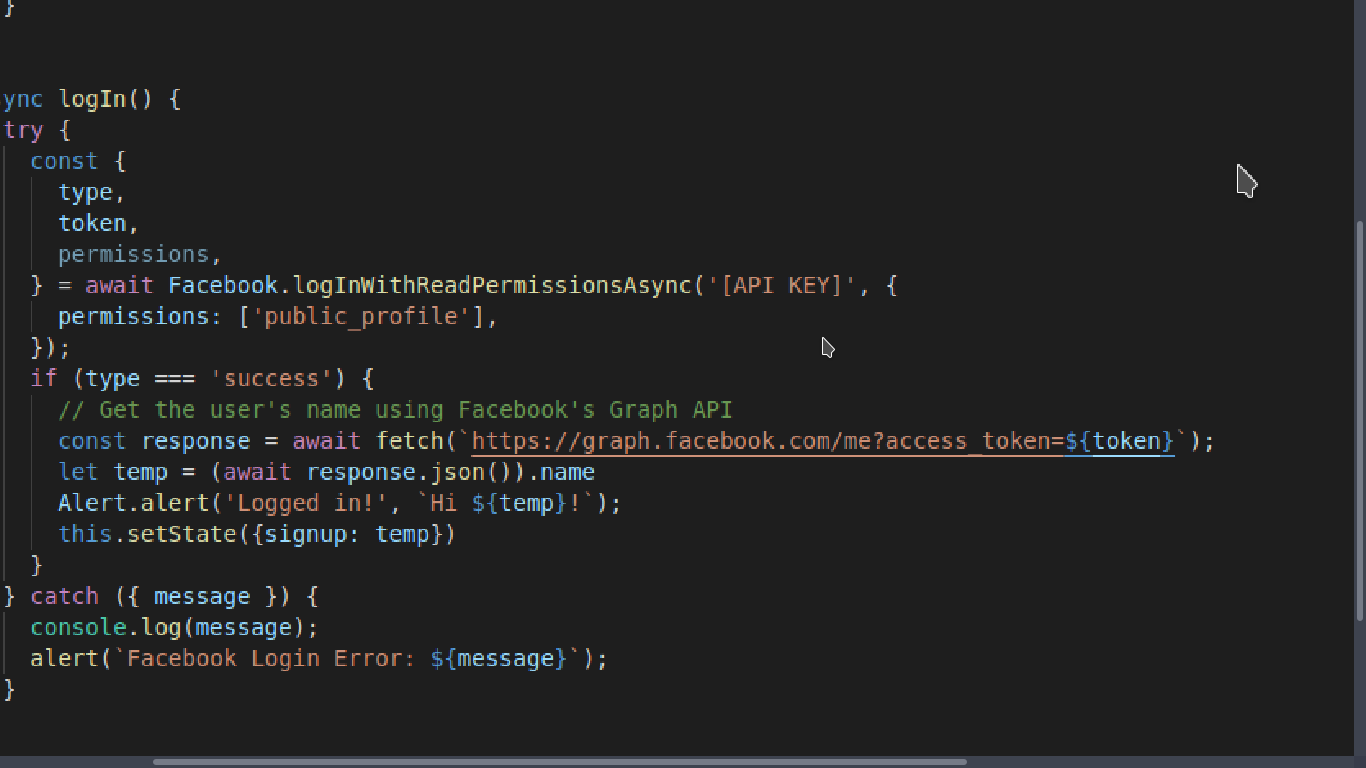 }
ync logIn() {
try {
const {
type,
token,
permissions,
} = await Facebook.logInWithReadPermissionsAsync('[API KEY]', {
permissions: ['public_profile'],
});
if (type === 'success') {
// Get the user's name using Facebook's Graph API
const response = await fetch(`https://graph.facebook.com/me?access_token=${token}`);
let temp = (await response.json()).name
Alert.alert('Logged in!', `Hi ${temp}!`);
this.setState({signup: temp})
}
} catch ({ message }) {
console.log(message);
alert(`Facebook Login Error: ${message}`);
}